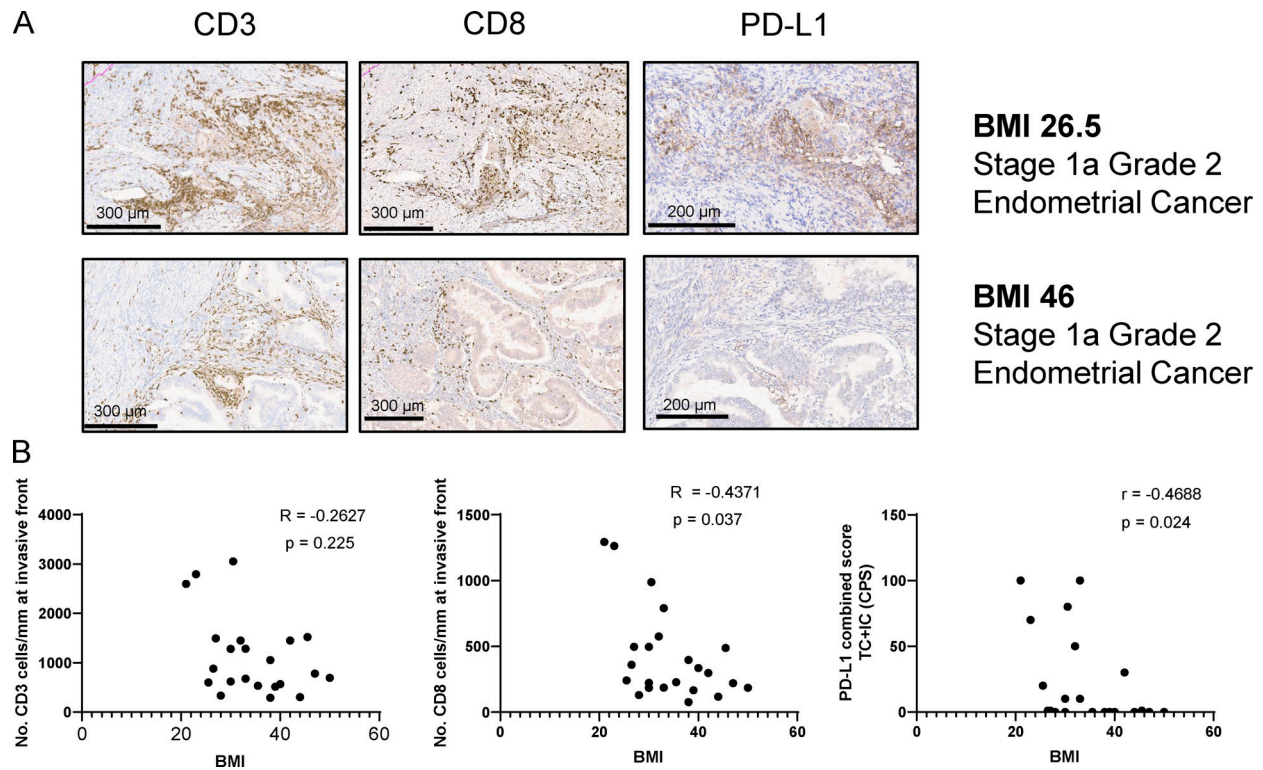 A
CD3 CD8 PD-L1
300 µm 300 µm 200 µm
BMI 26.5
Stage 1a Grade 2
Endometrial Cancer
300 µm 300 µm 200 µm
BMI 46
Stage 1a Grade 2
Endometrial Cancer
B
No. CD3 cells/mm at invasive front
4000
3000
2000
1000
0
0 20 40 60
BMI
R = -0.2627
p = 0.225
No. CD8 cells/mm at invasive front
1500
1000
500
0
0 20 40 60
BMI
R = -0.4371
p = 0.037
PD-L1 combined score
TC+IC (CPS)
150
100
50
0
0 20 40 60
BMI
r = -0.4688
p = 0.024